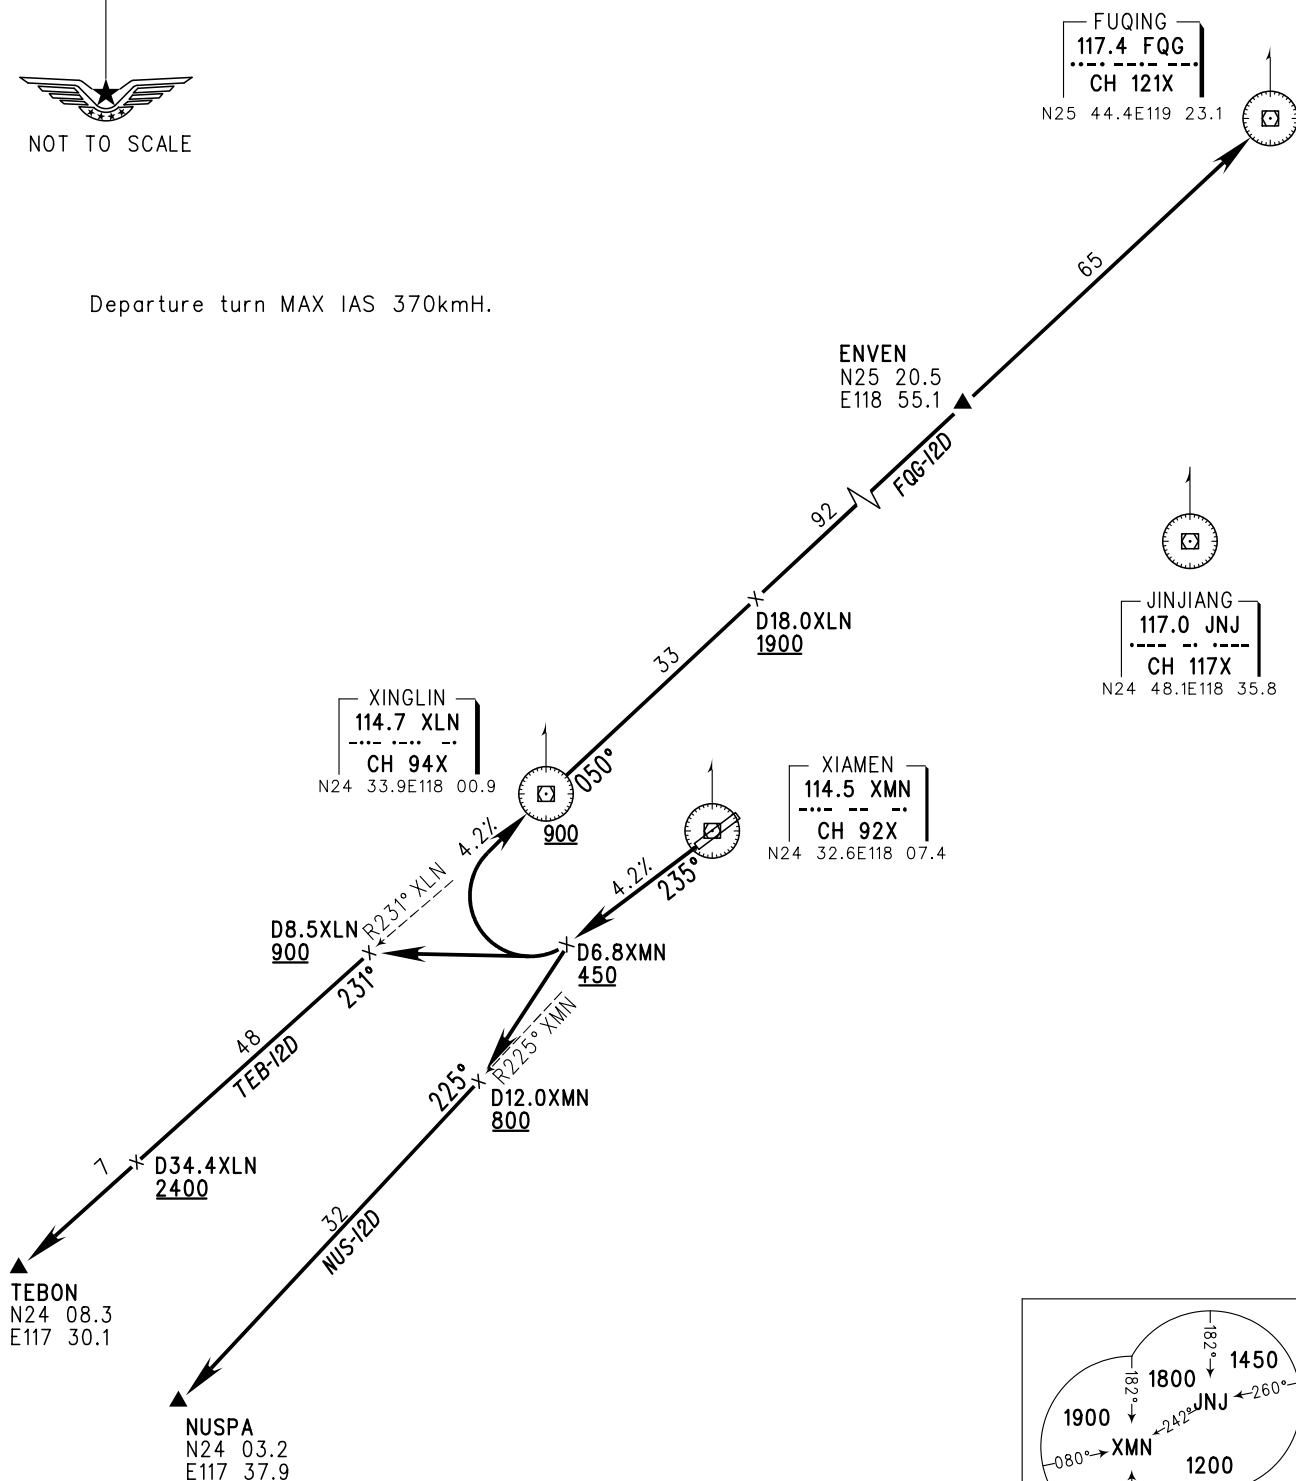 NOT TO SCALE
FUQING
117.4 FQG
CH 121X
N25 44.4E119 23.1
Departure turn MAX IAS 370kmH.
65
ENVEN
N25 20.5
E118 55.1
FQG-12D
92
D18.0XLN
1900
JINJIANG
117.0 JNJ
CH 117X
N24 48.1E118 35.8
33
XINGLIN
114.7 XLN
CH 94X
N24 33.9E118 00.9
050°
900
XIAMEN
114.5 XMN
CH 92X
N24 32.6E118 07.4
4.2%
4.2%
235°
R231° XLN
D8.5XLN
900
231°
D6.8XMN
450
R225° XMN
225°
D12.0XMN
800
48
TEB-12D
7
D34.4XLN
2400
32
NUS-12D
TEBON
N24 08.3
E117 30.1
NUSPA
N24 03.2
E117 37.9
182°
1450
1800
182°
JNJ
260°
1900
242°
080°
XMN
1200